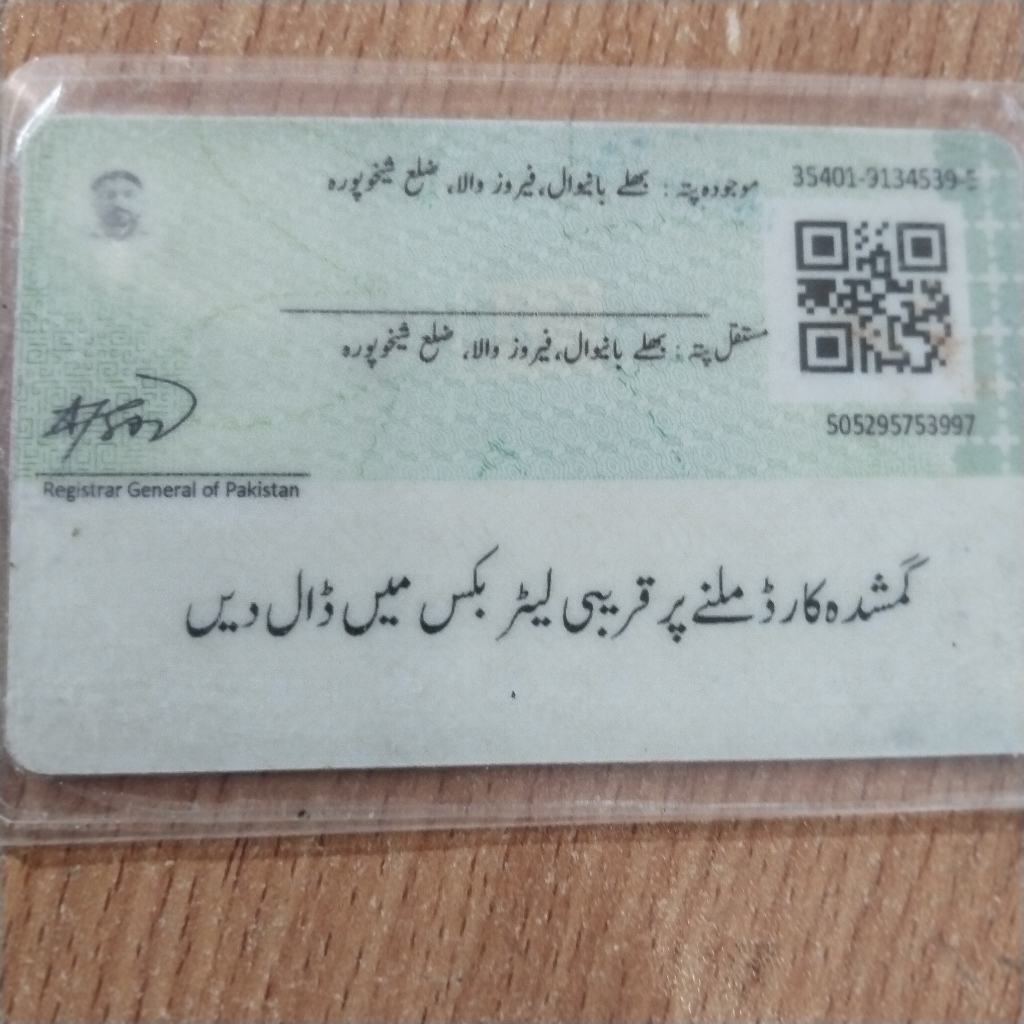 موجودہ پتہ : بھلے بانیوال، فیروز والا، ضلع شیخوپورہ
35401-9134539-5
مستقل پتہ : بھلے بانیوال، فیروز والا، ضلع شیخوپورہ
505295753997
Registrar General of Pakistan
گمشدہ کارڈ ملنے پر قریبی لیٹر بکس میں ڈال دیں